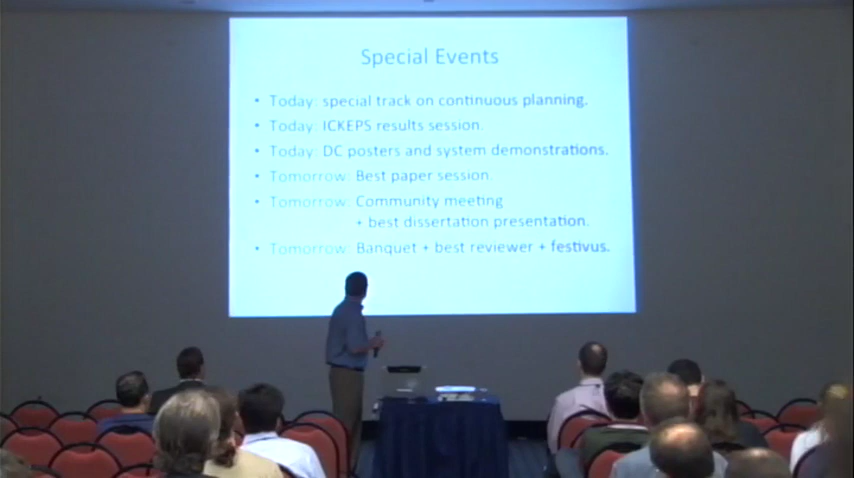 Special Events
• Today: special track on continuous planning.
• Today: ICKEPS results session.
• Today: DC posters and system demonstrations.
• Tomorrow: Best paper session.
• Tomorrow: Community meeting
+ best dissertation presentation.
• Tomorrow: Banquet + best reviewer + festivus.